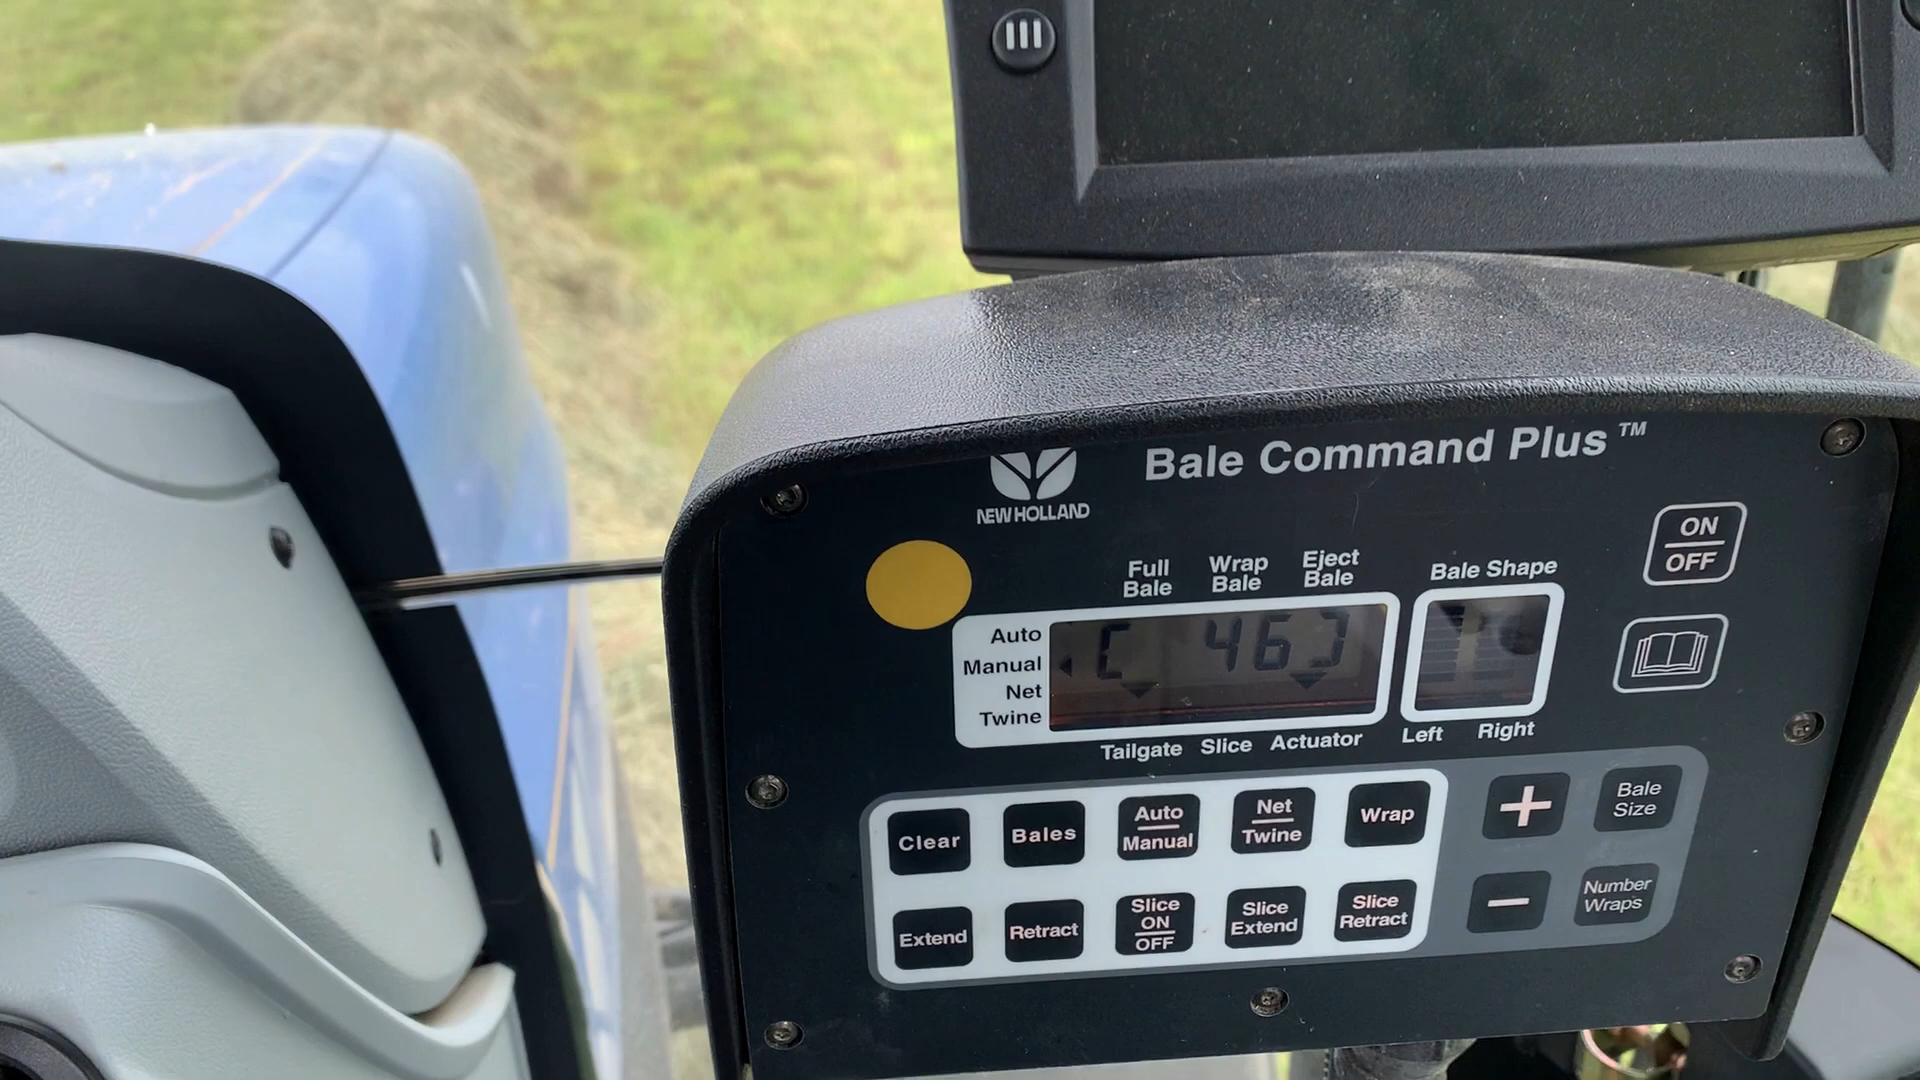 Bale Command Plus™
NEW HOLLAND
ON
OFF
Full
Bale
Wrap
Bale
Eject
Bale
Bale Shape
Auto
Manual
Net
Twine
[ 46]
Tailgate Slice Actuator
Left Right
Clear
Bales
Auto
Manual
Net
Twine
Wrap
Bale
Size
Extend
Retract
Slice
ON
OFF
Slice
Extend
Slice
Retract
Number
Wraps